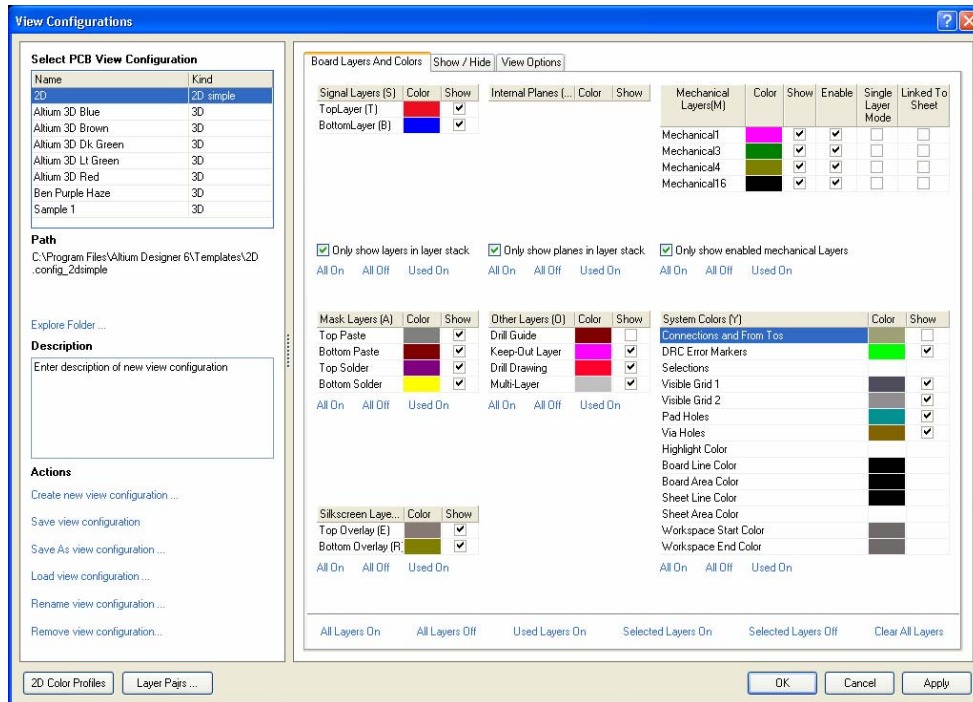 View Configurations
Select PCB View Configuration
Name Kind
2D 2D simple
Altium 3D Blue 3D
Altium 3D Brown 3D
Altium 3D Dk Green 3D
Altium 3D Lt Green 3D
Altium 3D Red 3D
Ben Purple Haze 3D
Sample 1 3D
Path
C:\Program Files\Altium Designer 6\Templates\2D
.config_2dsimple
Explore Folder ...
Description
Enter description of new view configuration
Actions
Create new view configuration ...
Save view configuration
Save As view configuration ...
Load view configuration ...
Rename view configuration ...
Remove view configuration...
Board Layers And Colors Show / Hide View Options
Signal Layers (S) Color Show
TopLayer (T)
BottomLayer (B)
Only show layers in layer stack
All On All Off Used On
Internal Planes (... Color Show
Only show planes in layer stack
All On All Off Used On
Mechanical Layers(M) Color Show Enable Single Layer Mode Linked To Sheet
Mechanical1
Mechanical3
Mechanical4
Mechanical16
Only show enabled mechanical Layers
All On All Off Used On
Mask Layers (A) Color Show
Top Paste
Bottom Paste
Top Solder
Bottom Solder
All On All Off Used On
Other Layers (O) Color Show
Drill Guide
Keep-Out Layer
Drill Drawing
Multi-Layer
All On All Off Used On
System Colors (Y) Color Show
Connections and From Tos
DRC Error Markers
Selections
Visible Grid 1
Visible Grid 2
Pad Holes
Via Holes
Highlight Color
Board Line Color
Board Area Color
Sheet Line Color
Sheet Area Color
Workspace Start Color
Workspace End Color
All On All Off Used On
Silkscreen Laye... Color Show
Top Overlay (E)
Bottom Overlay (R)
All On All Off Used On
All Layers On All Layers Off Used Layers On Selected Layers On Selected Layers Off Clear All Layers
2D Color Profiles Layer Pairs ... OK Cancel Apply